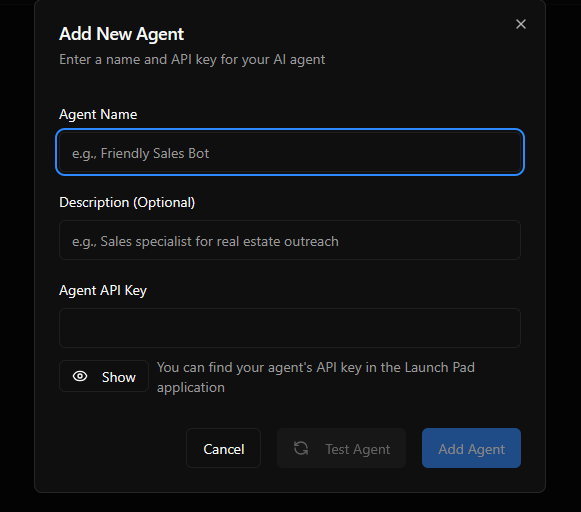 Add New Agent
Enter a name and API key for your AI agent
Agent Name
e.g., Friendly Sales Bot
Description (Optional)
e.g., Sales specialist for real estate outreach
Agent API Key
Show
You can find your agent's API key in the Launch Pad
application
Cancel
Test Agent
Add Agent